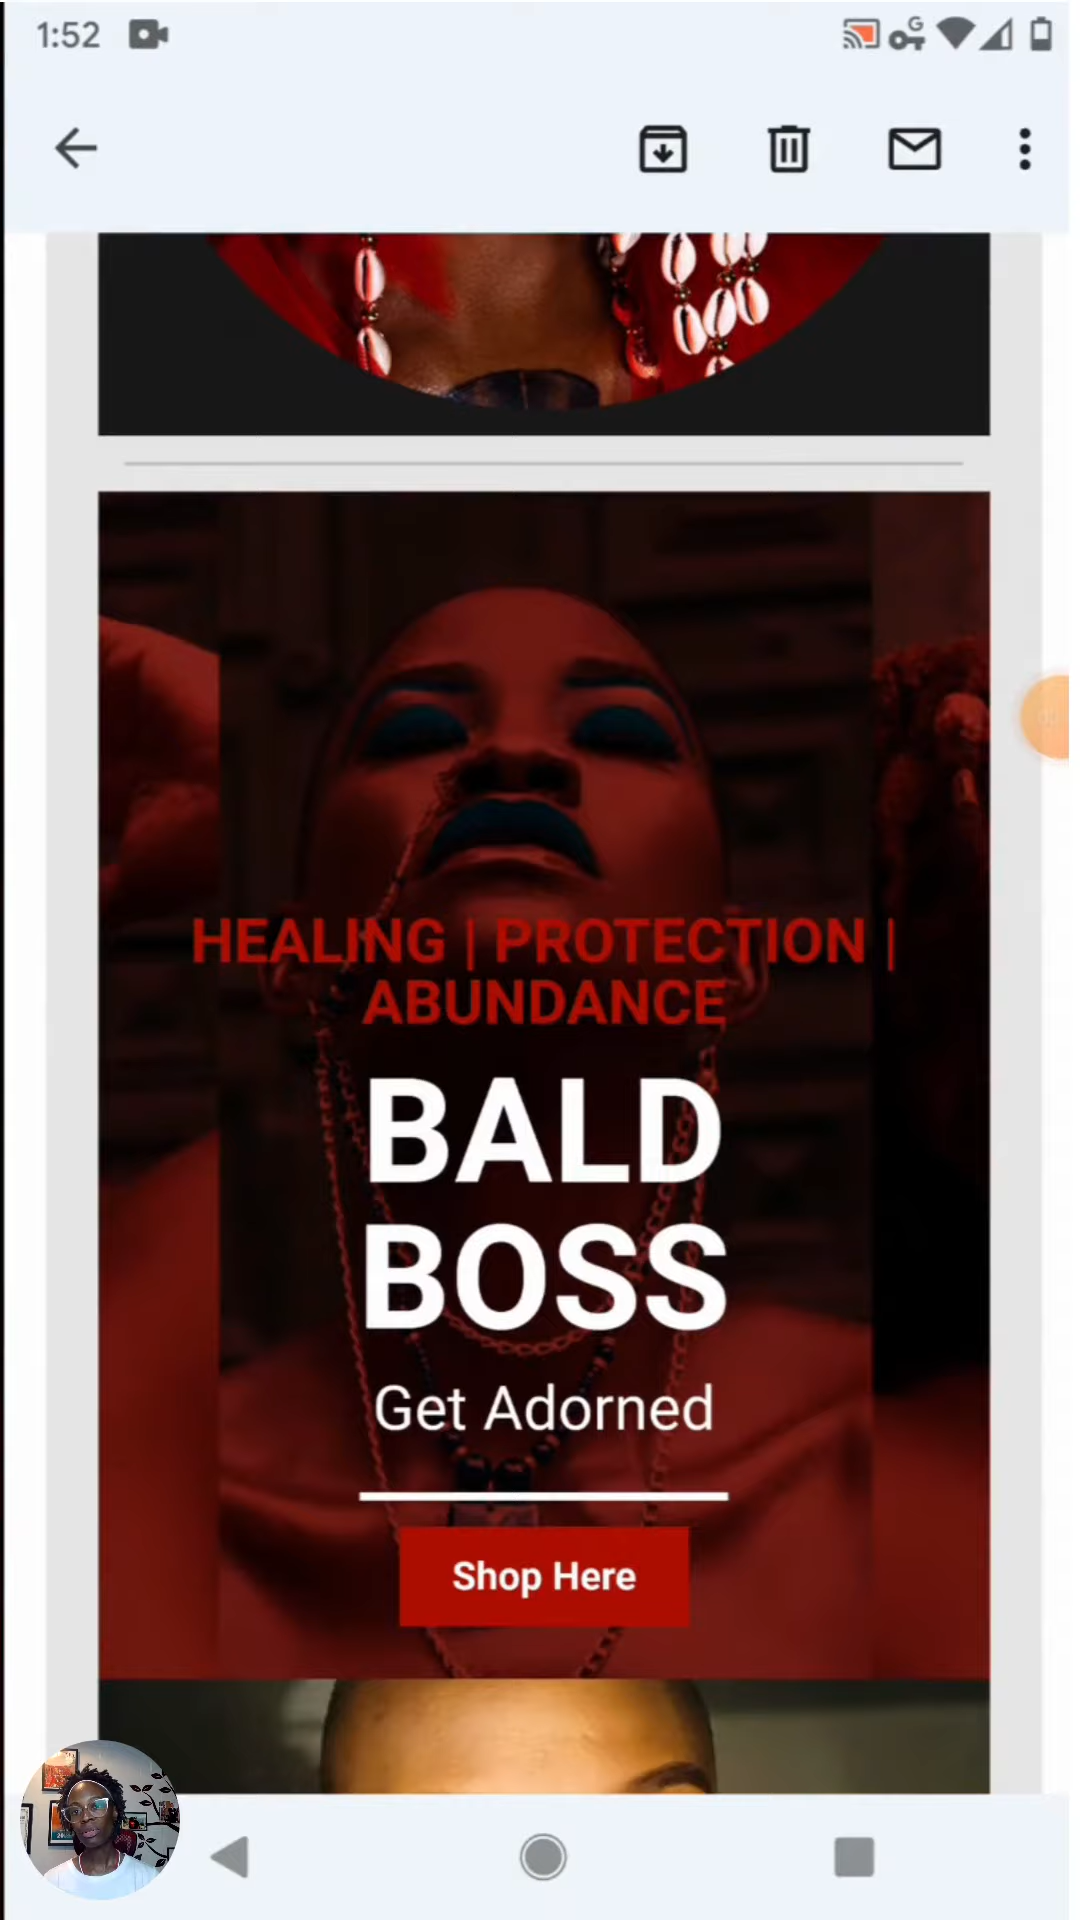 1:52
G
HEALING | PROTECTION |
ABUNDANCE
BALD
BOSS
Get Adorned
Shop Here